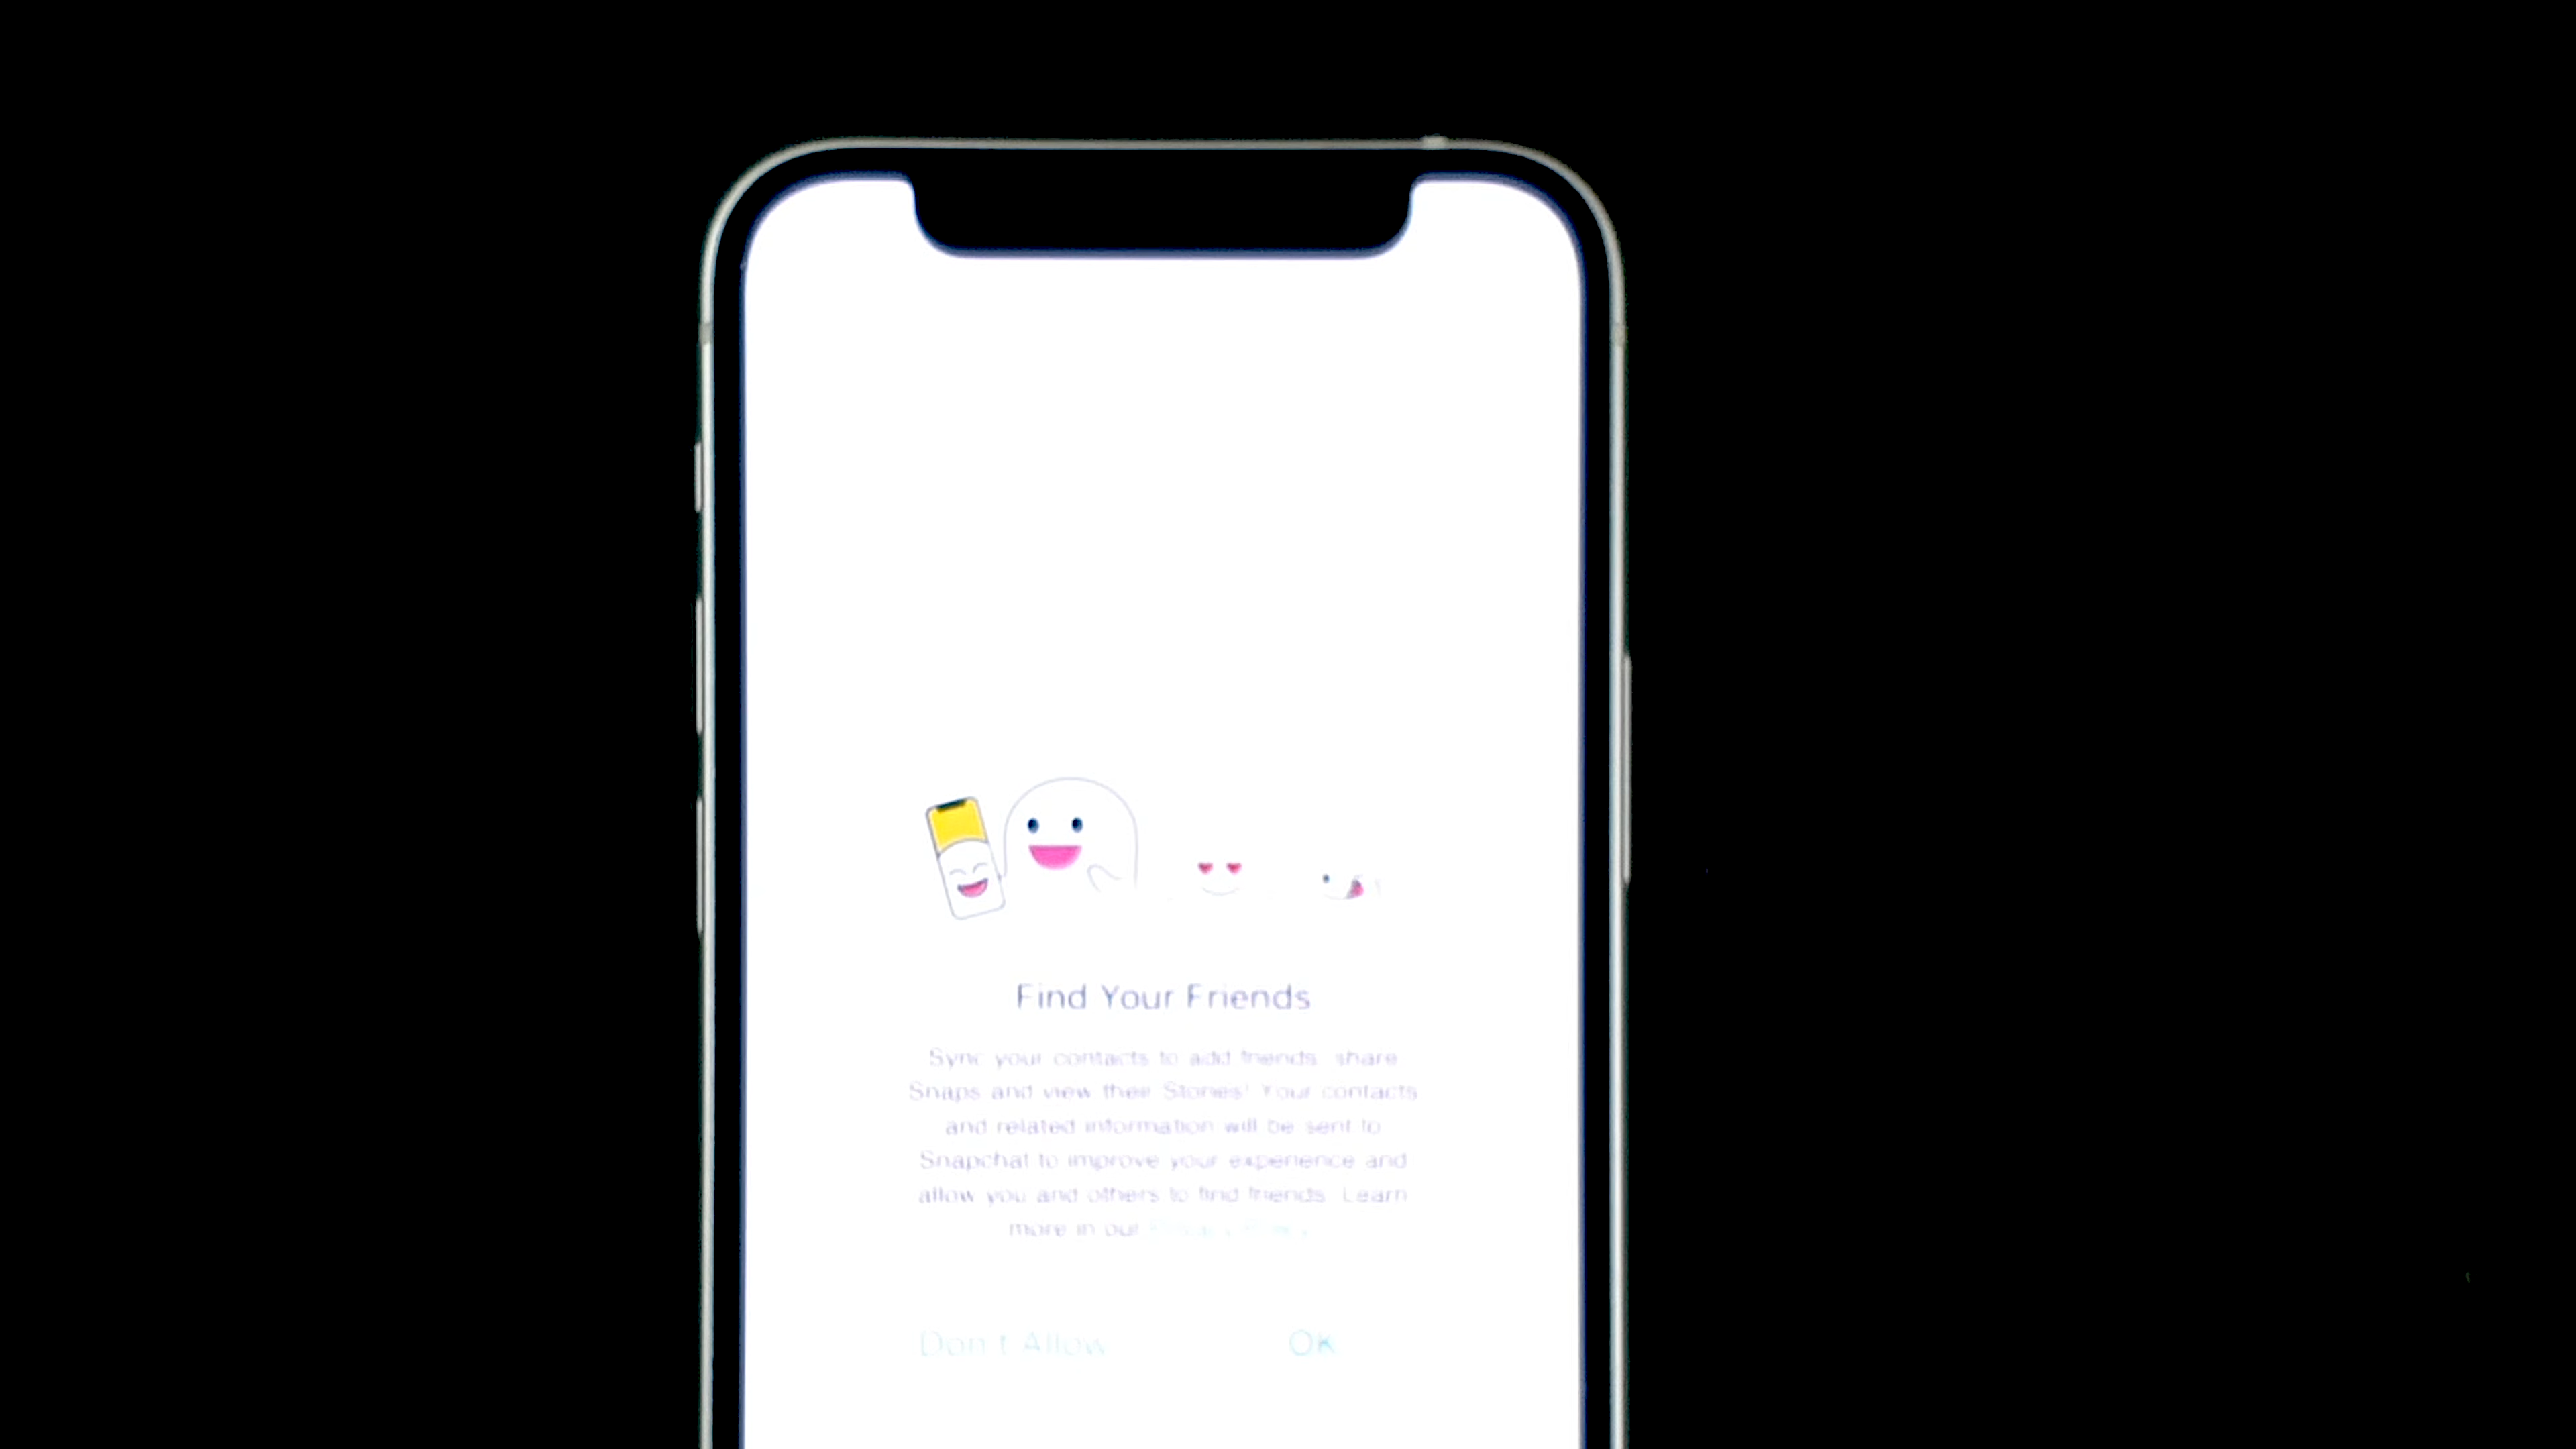 Find Your Friends
Sync your contacts to add friends, share
Snaps and view their Stories! Your contacts
and related information will be sent to
Snapchat to improve your experience and
allow you and others to find friends. Learn
more in our Privacy Policy
Don't Allow
OK